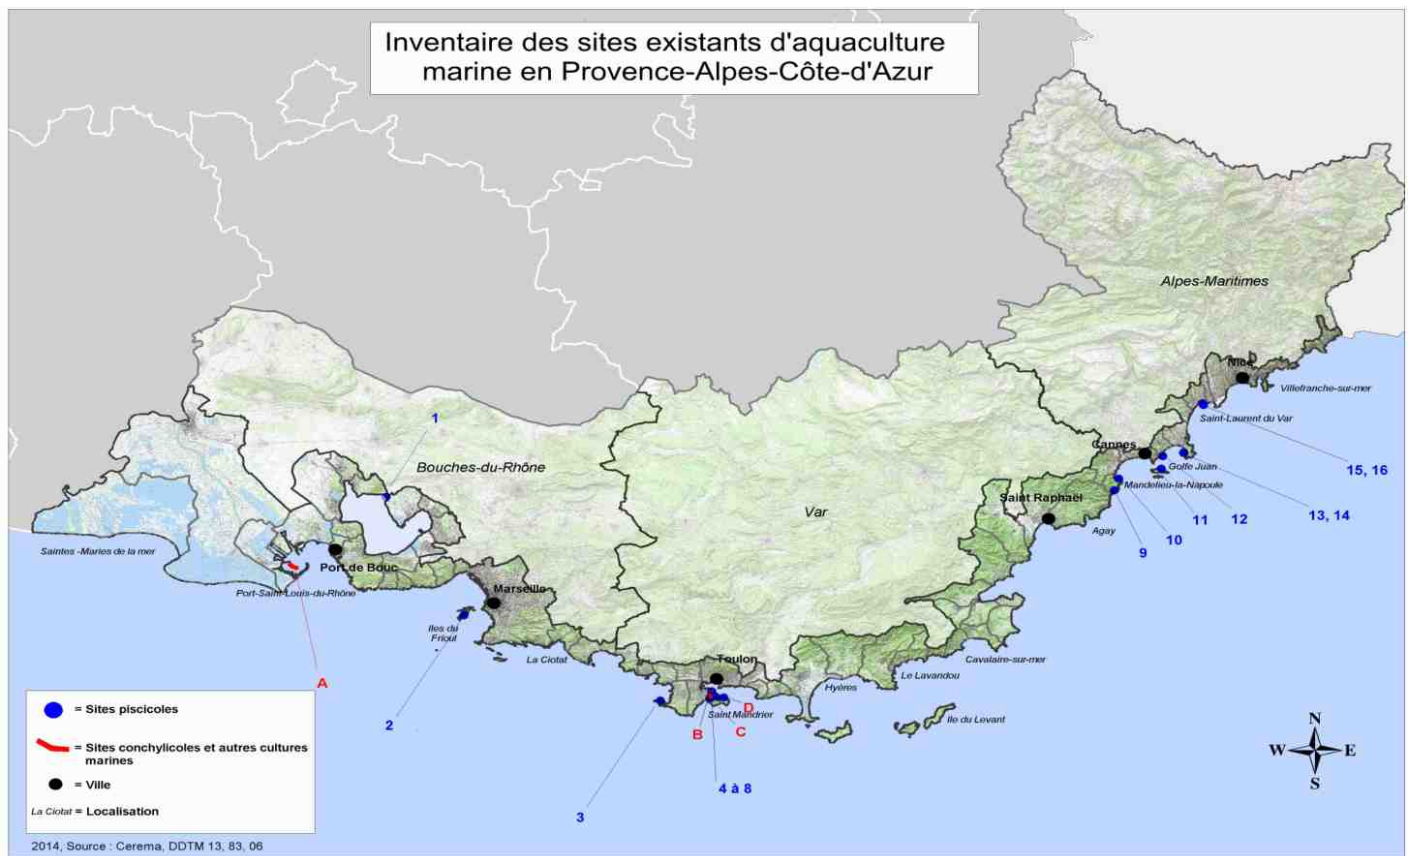 Inventaire des sites existants d'aquaculture
marine en Provence-Alpes-Côte-d'Azur
Alpes-Maritimes
Nice
Villefranche-sur-mer
Saint-Laurent du Var
1
Bouches-du-Rhône
Cannes
Golfe Juan
15, 16
Mandelieu-la-Napoule
Saint Raphaël
Var
11
12
13, 14
Agay
10
9
Saintes -Maries de la mer
Port de Bouc
Port-Saint-Louis-du-Rhône
Marseille
Iles du
Frioul
La Ciotat
Toulon
Cavalaire-sur-mer
Le Lavandou
Hyères
A
D
Saint Mandrier
Ile du Levant
2
B
C
4 à 8
3
= Sites piscicoles
= Sites conchylicoles et autres cultures
marines
= Ville
La Ciotat = Localisation
N
W
E
S
2014, Source : Cerema, DDTM 13, 83, 06